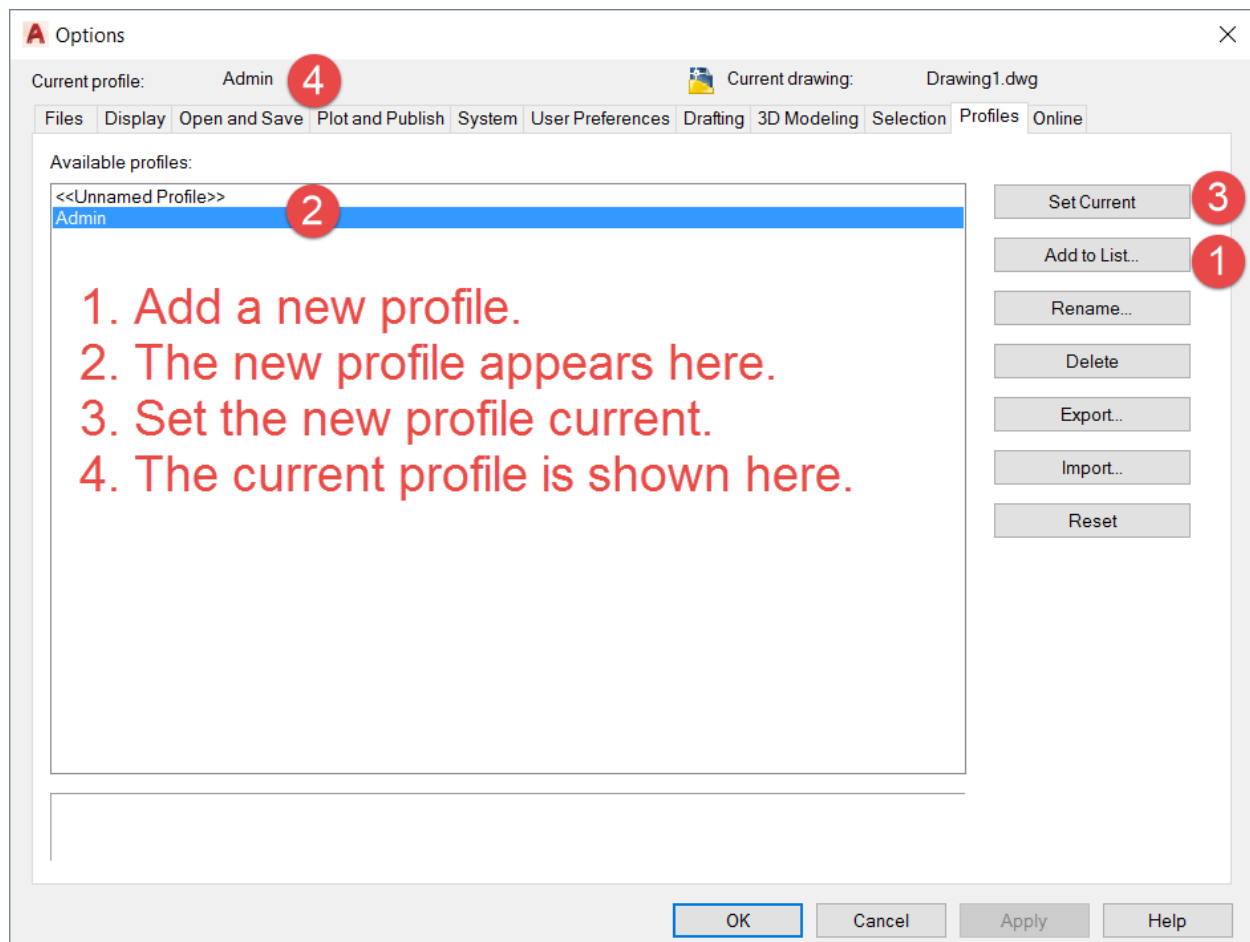 A Options
Current profile: Admin 4 Current drawing: Drawing1.dwg
Files Display Open and Save Plot and Publish System User Preferences Drafting 3D Modeling Selection Profiles Online
Available profiles:
<<Unnamed Profile>>
Admin
2
Set Current 3
Add to List... 1
Rename...
Delete
Export...
Import...
Reset
1. Add a new profile.
2. The new profile appears here.
3. Set the new profile current.
4. The current profile is shown here.
OK Cancel Apply Help